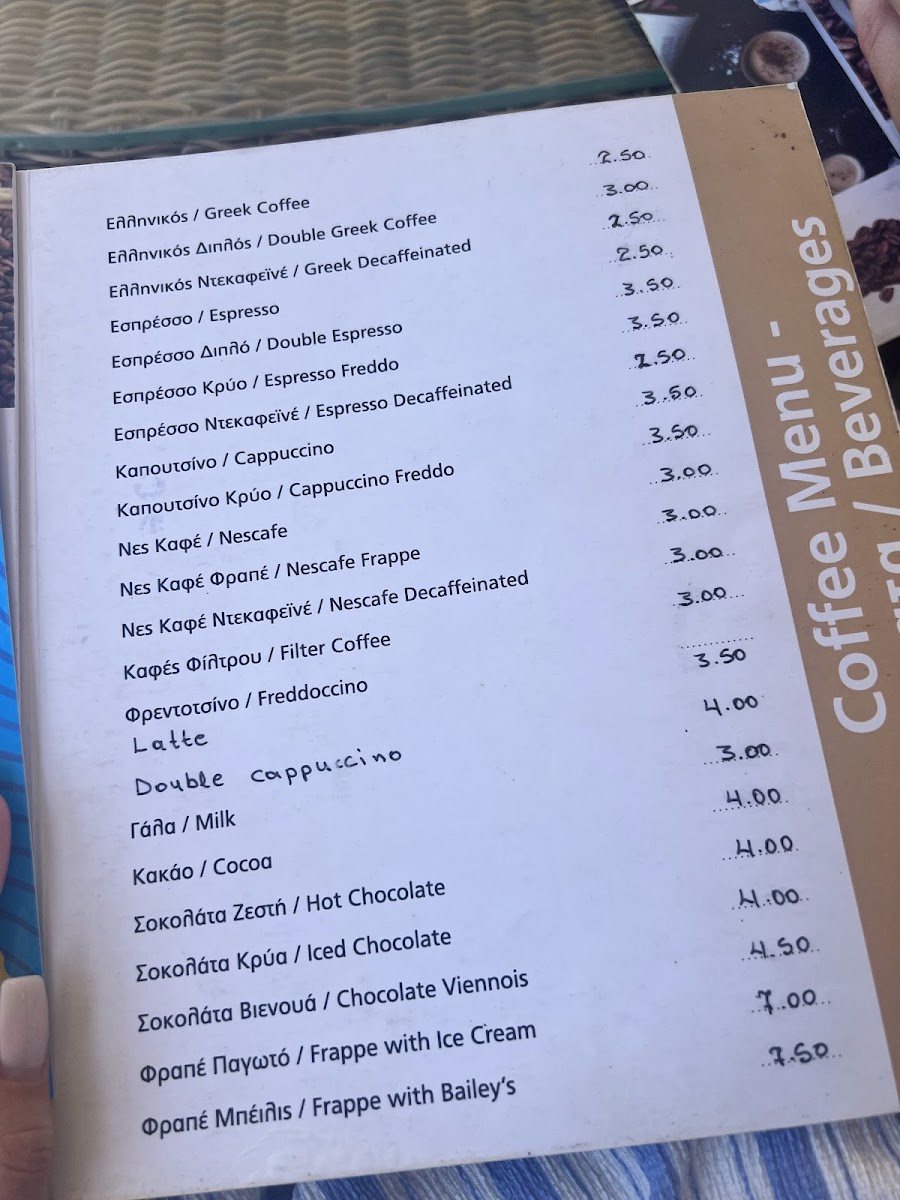 Ελληνικός / Greek Coffee 2.50
Ελληνικός Διπλός / Double Greek Coffee 3.00
Ελληνικός Ντεκαφεϊνέ / Greek Decaffeinated 2.50
Εσπρέσσο / Espresso 2.50
Εσπρέσσο Διπλό / Double Espresso 3.50
Εσπρέσσο Κρύο / Espresso Freddo 3.50
Εσπρέσσο Ντεκαφεϊνέ / Espresso Decaffeinated 2.50
Καπουτσίνο / Cappuccino 3.50
Καπουτσίνο Κρύο / Cappuccino Freddo 3.50
Νες Καφέ / Nescafe 3.00
Νες Καφέ Φραπέ / Nescafe Frappe 3.00
Νες Καφέ Ντεκαφεϊνέ / Nescafe Decaffeinated 3.00
Καφές Φίλτρου / Filter Coffee 3.00
Φρεντοτσίνο / Freddoccino
Latte 3.50
Double cappuccino 4.00
Γάλα / Milk 3.00
Κακάο / Cocoa 4.00
Σοκολάτα Ζεστή / Hot Chocolate 4.00
Σοκολάτα Κρύα / Iced Chocolate 4.00
Σοκολάτα Βιενουά / Chocolate Viennois 4.50
Φραπέ Παγωτό / Frappe with Ice Cream 7.00
Φραπέ Μπέιλις / Frappe with Bailey's 7.50
Coffee Menu -
/ Beverages